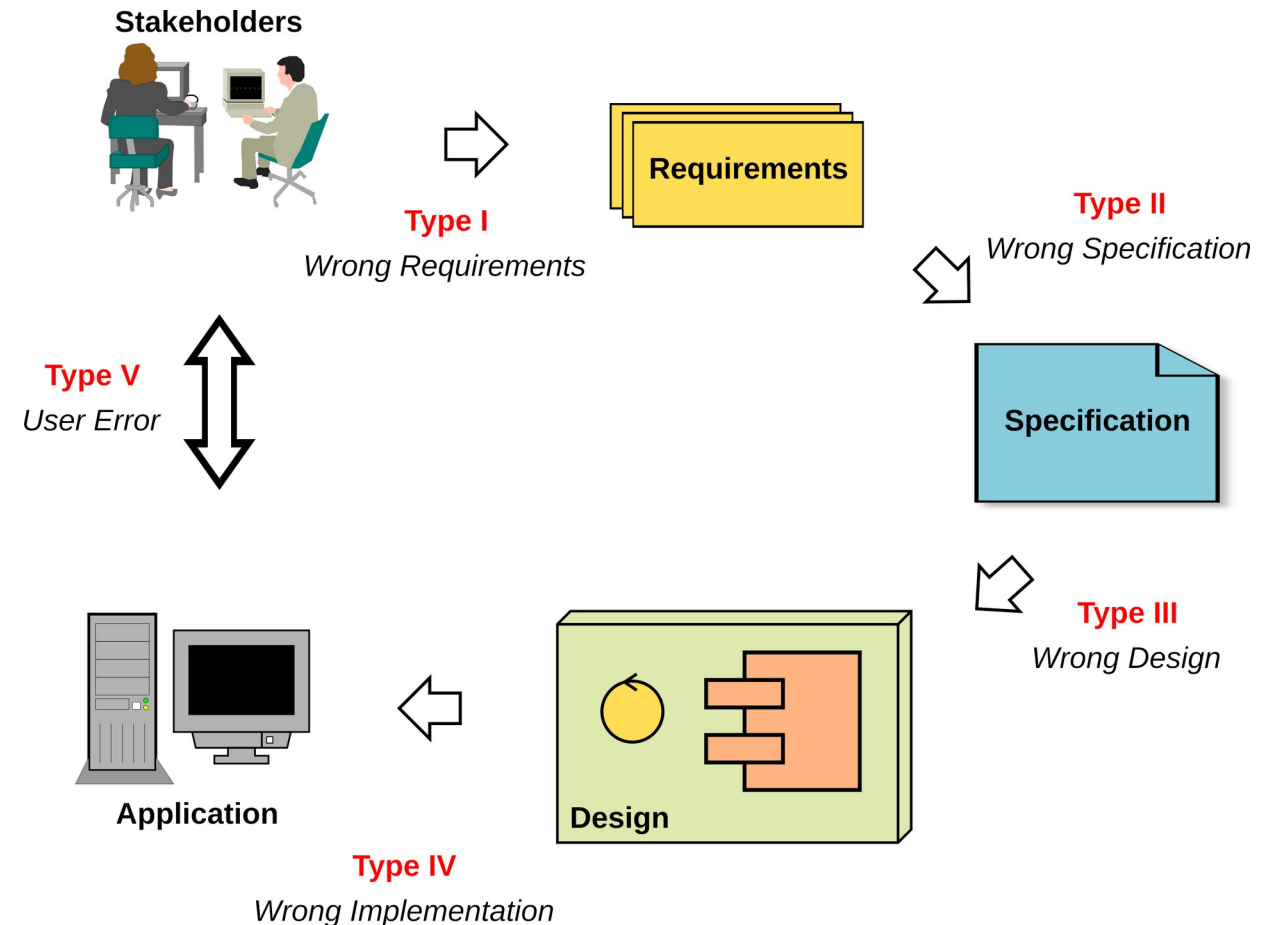 Stakeholders
Requirements
Type I
Wrong Requirements
Type II
Wrong Specification
Specification
Type V
User Error
Type III
Wrong Design
Design
Application
Type IV
Wrong Implementation